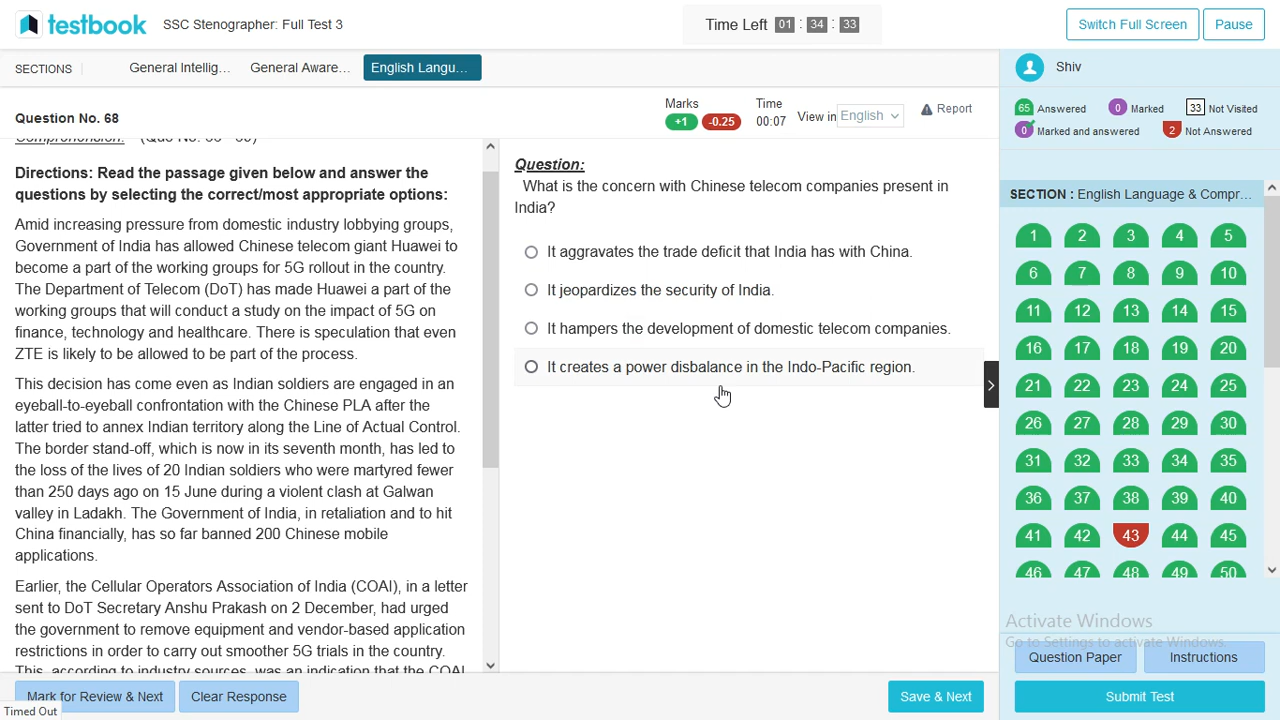 testbook
SSC Stenographer: Full Test 3
Time Left 01 : 34 : 33
Switch Full Screen
Pause
SECTIONS
General Intellig...
General Aware...
English Langu...
Shiv
Question No. 68
Marks
+1
-0.25
Time
00:07
View in
English
Report
65 Answered
0 Marked
33 Not Visited
0 Marked and answered
2 Not Answered
Directions: Read the passage given below and answer the
questions by selecting the correct/most appropriate options:
Amid increasing pressure from domestic industry lobbying groups,
Government of India has allowed Chinese telecom giant Huawei to
become a part of the working groups for 5G rollout in the country.
The Department of Telecom (DoT) has made Huawei a part of the
working groups that will conduct a study on the impact of 5G on
finance, technology and healthcare. There is speculation that even
ZTE is likely to be allowed to be part of the process.
This decision has come even as Indian soldiers are engaged in an
eyeball-to-eyeball confrontation with the Chinese PLA after the
latter tried to annex Indian territory along the Line of Actual Control.
The border stand-off, which is now in its seventh month, has led to
the loss of the lives of 20 Indian soldiers who were martyred fewer
than 250 days ago on 15 June during a violent clash at Galwan
valley in Ladakh. The Government of India, in retaliation and to hit
China financially, has so far banned 200 Chinese mobile
applications.
Earlier, the Cellular Operators Association of India (COAI), in a letter
sent to DoT Secretary Anshu Prakash on 2 December, had urged
the government to remove equipment and vendor-based application
restrictions in order to carry out smoother 5G trials in the country.
This, according to industry sources, was an indication that the COAI
Question:
What is the concern with Chinese telecom companies present in
India?
It aggravates the trade deficit that India has with China.
It jeopardizes the security of India.
It hampers the development of domestic telecom companies.
It creates a power disbalance in the Indo-Pacific region.
SECTION : English Language & Compr...
1 2 3 4 5
6 7 8 9 10
11 12 13 14 15
16 17 18 19 20
21 22 23 24 25
26 27 28 29 30
31 32 33 34 35
36 37 38 39 40
41 42 43 44 45
46 47 48 49 50
Activate Windows
Go to Settings to activate Windows.
Question Paper
Instructions
Mark for Review & Next
Clear Response
Save & Next
Submit Test
Timed Out